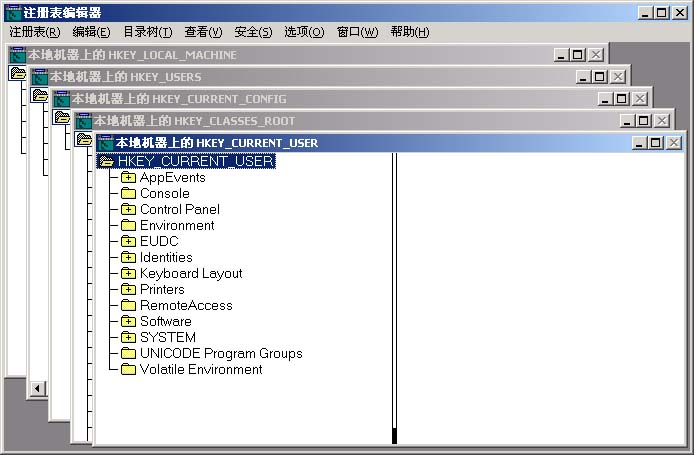 注册表编辑器
注册表(R) 编辑(E) 目录树(T) 查看(V) 安全(S) 选项(O) 窗口(W) 帮助(H)
本地机器上的 HKEY_LOCAL_MACHINE
本地机器上的 HKEY_USERS
本地机器上的 HKEY_CURRENT_CONFIG
本地机器上的 HKEY_CLASSES_ROOT
本地机器上的 HKEY_CURRENT_USER
HKEY_CURRENT_USER
AppEvents
Console
Control Panel
Environment
EUDC
Identities
Keyboard Layout
Printers
RemoteAccess
Software
SYSTEM
UNICODE Program Groups
Volatile Environment